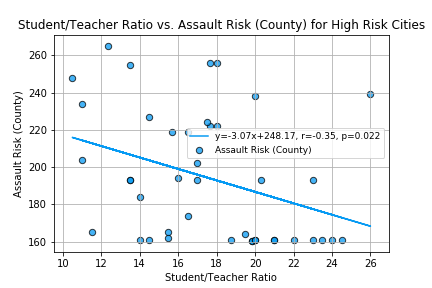 Student/Teacher Ratio vs. Assault Risk (County) for High Risk Cities
260
240
220
200
180
160
Assault Risk (County)
y=-3.07x+248.17, r=-0.35, p=0.022
Assault Risk (County)
10 12 14 16 18 20 22 24 26
Student/Teacher Ratio